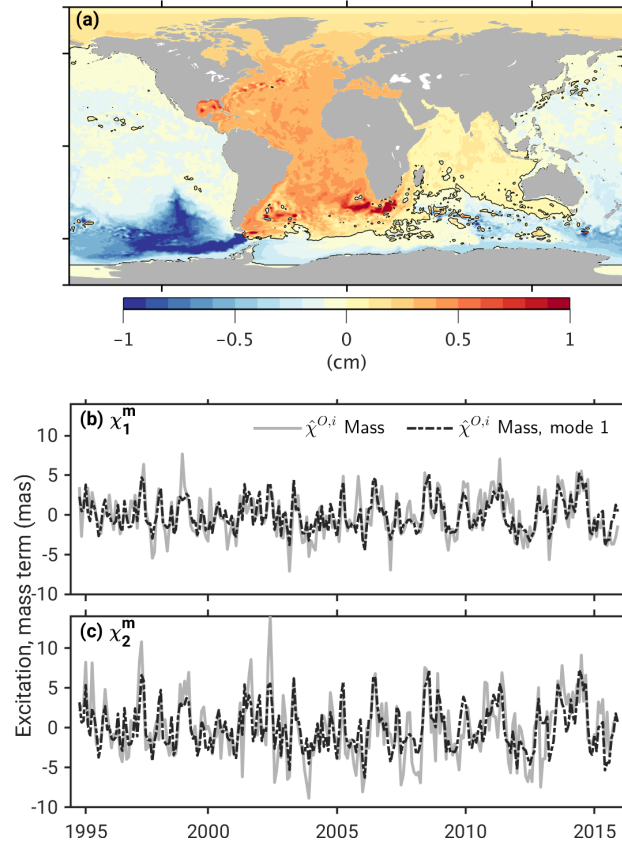 (a)
−1 −0.5 0 0.5 1
(cm)
(b) χ₁ᵐ
χ̂ᴼ,ⁱ Mass χ̂ᴼ,ⁱ Mass, mode 1
10
5
0
-5
-10
Excitation, mass term (mas)
(c) χ₂ᵐ
10
5
0
-5
-10
1995 2000 2005 2010 2015